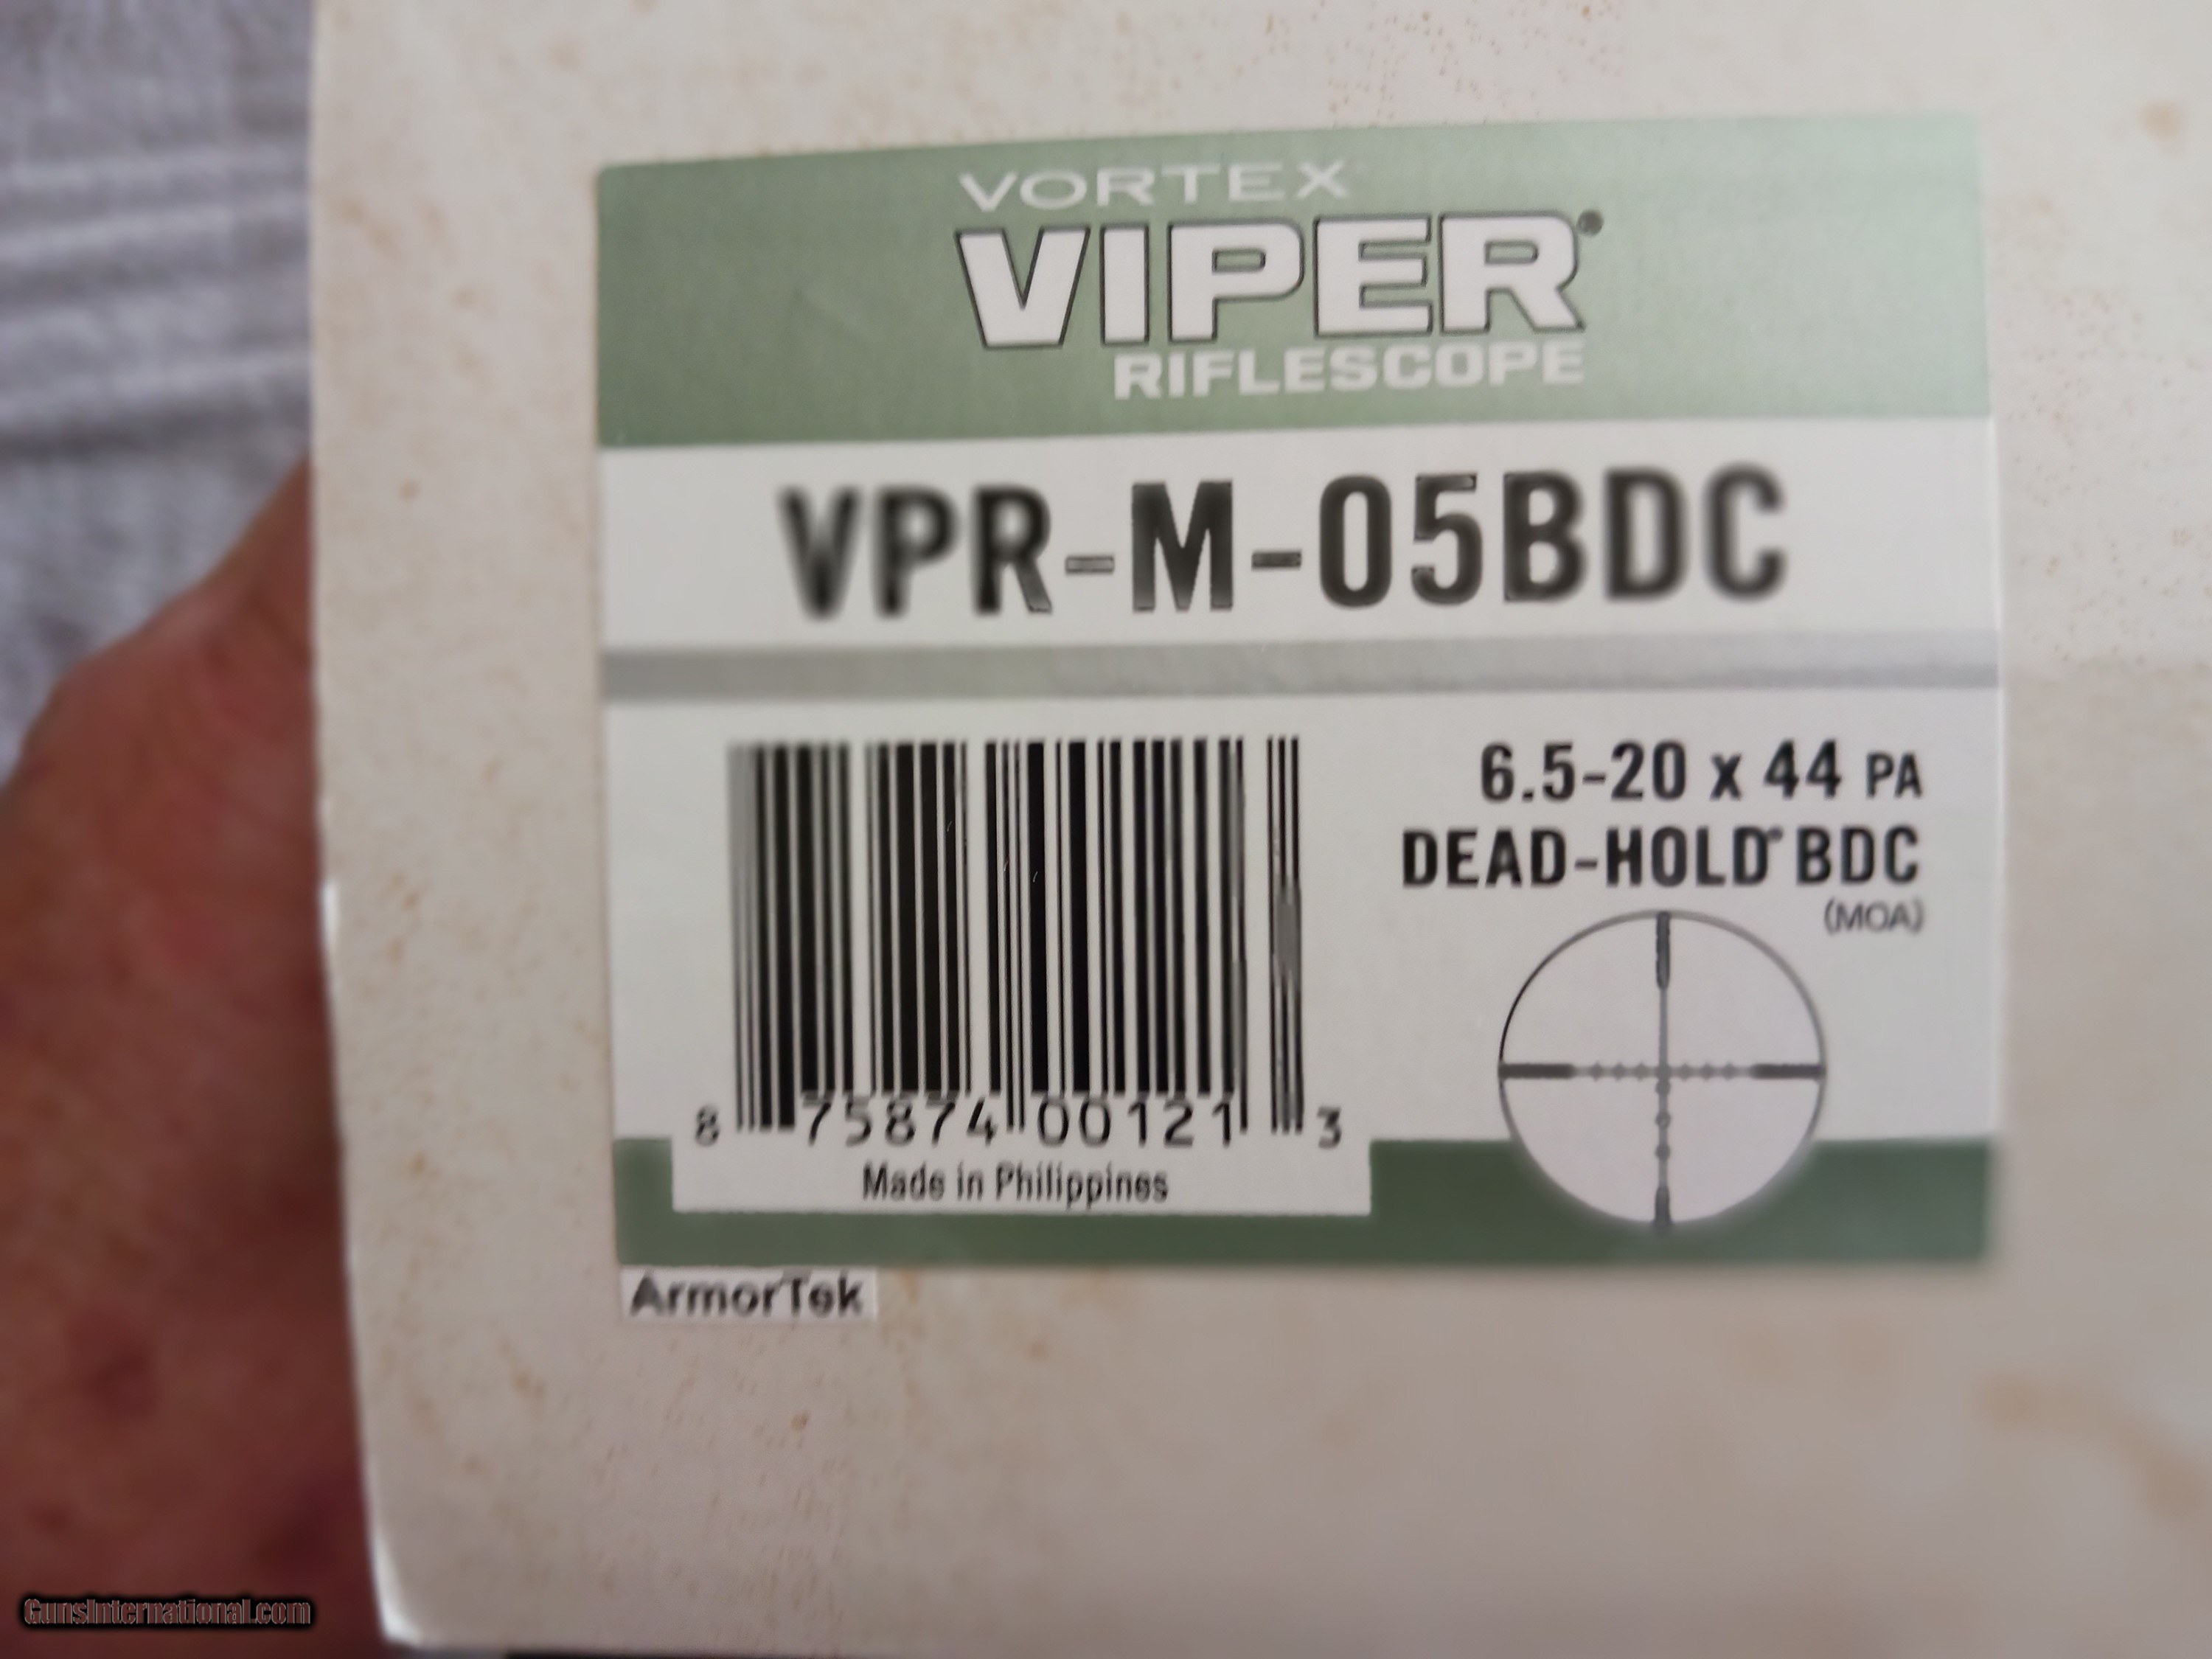 VORTEX
VIPER®
RIFLESCOPE
VPR-M-05BDC
6.5-20 x 44 PA
DEAD-HOLD® BDC
(MOA)
8 75874 00121 3
Made in Philippines
ArmorTek
GunsInternational.com